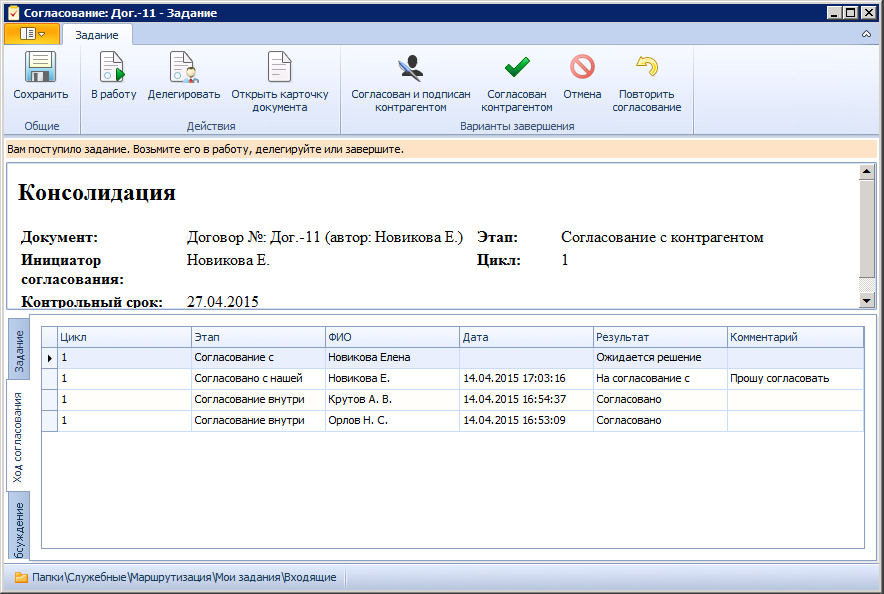 Согласование: Дог.-11 - Задание
Задание
Сохранить
В работу
Делегировать
Открыть карточку
документа
Согласован и подписан
контрагентом
Согласован
контрагентом
Отмена
Повторить
согласование
Общие
Действия
Варианты завершения
Вам поступило задание. Возьмите его в работу, делегируйте или завершите.
Консолидация
Документ: Договор №: Дог.-11 (автор: Новикова Е.) Этап: Согласование с контрагентом
Инициатор
согласования: Новикова Е. Цикл: 1
Контрольный срок: 27.04.2015
Задание
Ход согласования
бсуждение
Цикл Этап ФИО Дата Результат Комментарий
1 Согласование с Новикова Елена Ожидается решение
1 Согласовано с нашей Новикова Е. 14.04.2015 17:03:16 На согласование с Прошу согласовать
1 Согласование внутри Крутов А. В. 14.04.2015 16:54:37 Согласовано
1 Согласование внутри Орлов Н. С. 14.04.2015 16:53:09 Согласовано
Папки\Служебные\Маршрутизация\Мои задания\Входящие